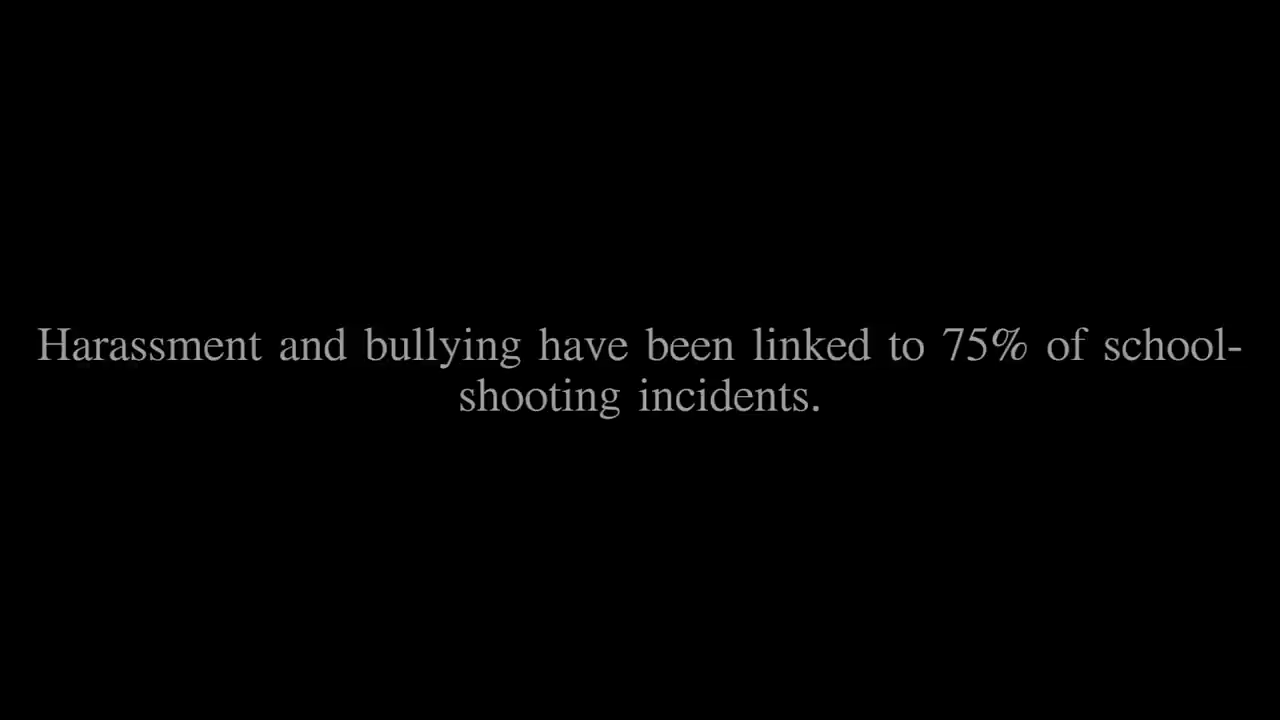 Harassment and bullying have been linked to 75% of school-
shooting incidents.